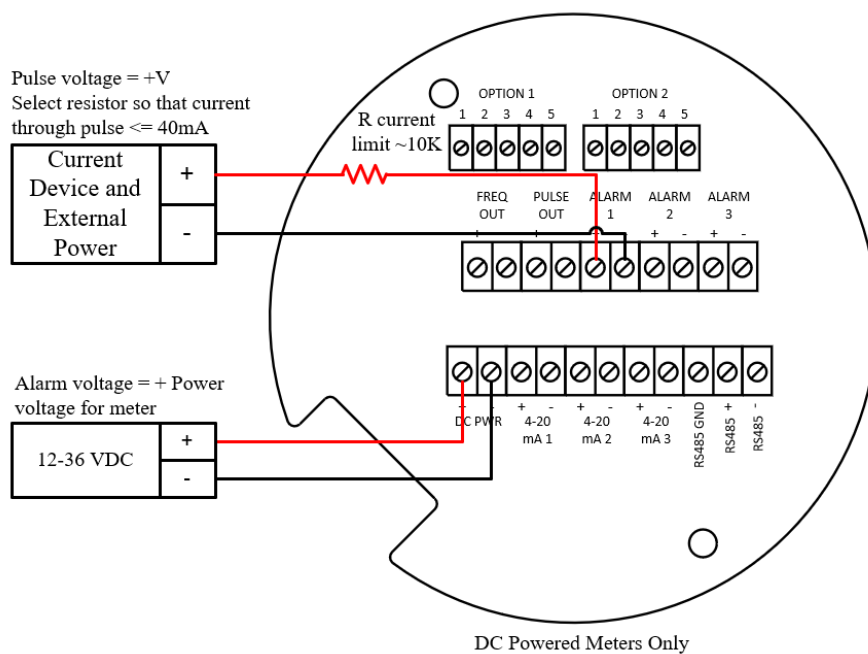 Pulse voltage = +V
Select resistor so that current
through pulse <= 40mA
Current
Device and
External
Power
+
-
R current
limit ~10K
OPTION 1
1 2 3 4 5
OPTION 2
1 2 3 4 5
FREQ OUT
+
PULSE OUT
+
ALARM 1
ALARM 2
+ -
ALARM 3
+ -
Alarm voltage = + Power
voltage for meter
12-36 VDC
+
-
+ -
DC PWR
+ -
4-20
mA 1
+ -
4-20
mA 2
+ -
4-20
mA 3
RS485 GND
+
RS485
-
RS485
DC Powered Meters Only